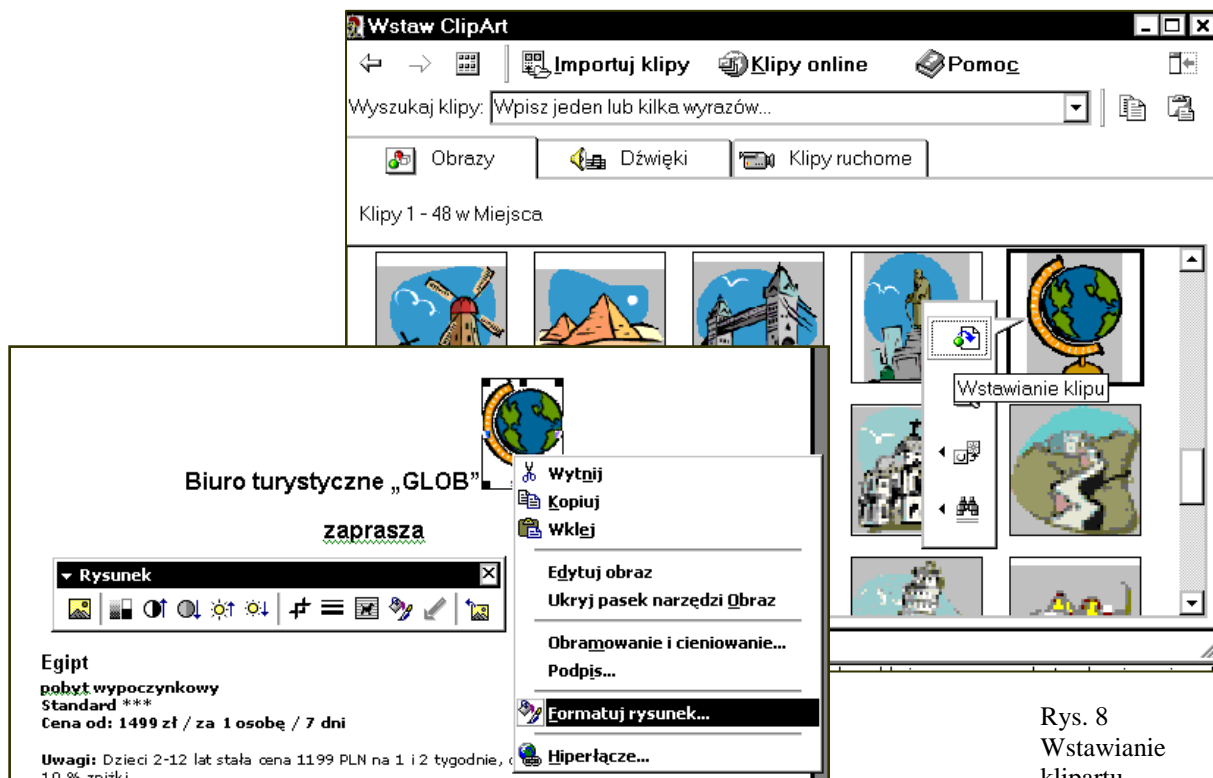 Wstaw ClipArt
Importuj klipy Klipy online Pomoc
Wyszukaj klipy: Wpisz jeden lub kilka wyrazów...
Obrazy Dźwięki Klipy ruchome
Klipy 1 - 48 w Miejsca
Wstawianie klipu
Biuro turystyczne „GLOB”
zaprasza
Rysunek
Egipt
pobyt wypoczynkowy
Standard ***
Cena od: 1499 zł / za 1 osobę / 7 dni
Uwagi: Dzieci 2-12 lat stała cena 1199 PLN na 1 i 2 tygodnie,
10 % zniżki
Wytnij
Kopiuj
Wklej
Edytuj obraz
Ukryj pasek narzędzi Obraz
Obramowanie i cieniowanie...
Podpis...
Formatuj rysunek...
Hiperłącze...
Rys. 8
Wstawianie
klipartu